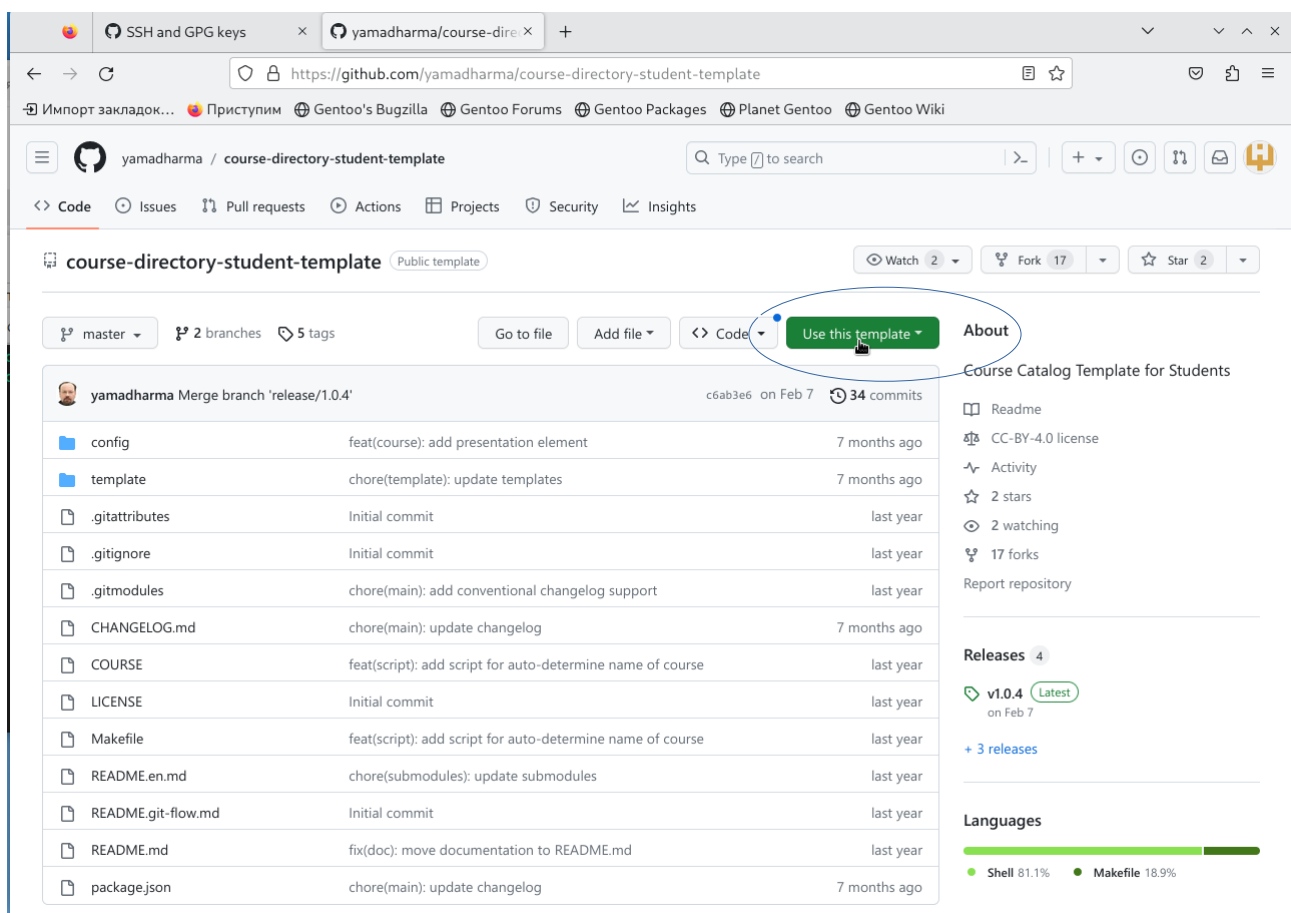 SSH and GPG keys
yamadharma/course-direc
https://github.com/yamadharma/course-directory-student-template
Импорт закладок… Приступим Gentoo's Bugzilla Gentoo Forums Gentoo Packages Planet Gentoo Gentoo Wiki
yamadharma / course-directory-student-template
Type / to search
Code Issues Pull requests Actions Projects Security Insights
course-directory-student-template Public template
Watch 2 Fork 17 Star 2
master 2 branches 5 tags Go to file Add file Code Use this template
About
Course Catalog Template for Students
yamadharma Merge branch 'release/1.0.4' c6ab3e6 on Feb 7 34 commits
config feat(course): add presentation element 7 months ago
template chore(template): update templates 7 months ago
.gitattributes Initial commit last year
.gitignore Initial commit last year
.gitmodules chore(main): add conventional changelog support last year
CHANGELOG.md chore(main): update changelog 7 months ago
COURSE feat(script): add script for auto-determine name of course last year
LICENSE Initial commit last year
Makefile feat(script): add script for auto-determine name of course last year
README.en.md chore(submodules): update submodules last year
README.git-flow.md Initial commit last year
README.md fix(doc): move documentation to README.md last year
package.json chore(main): update changelog 7 months ago
Readme
CC-BY-4.0 license
Activity
2 stars
2 watching
17 forks
Report repository
Releases 4
v1.0.4 Latest
on Feb 7
+ 3 releases
Languages
Shell 81.1% Makefile 18.9%